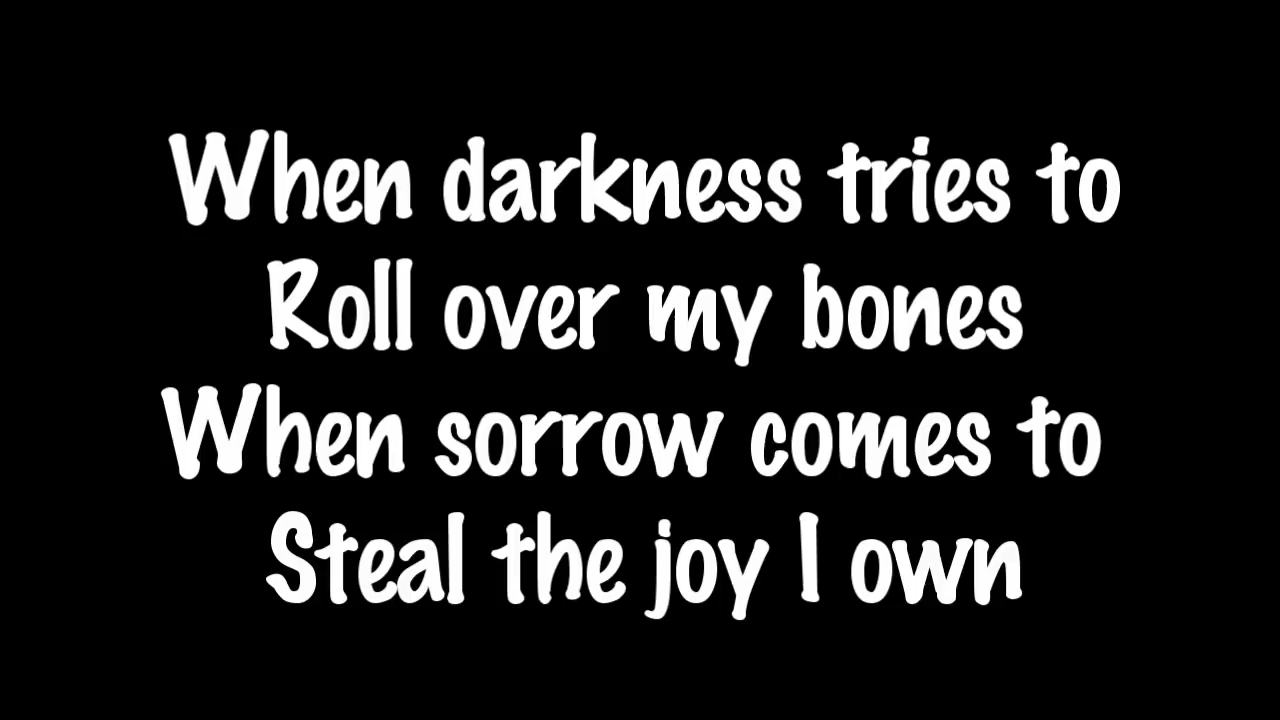 When darkness tries to
Roll over my bones
When sorrow comes to
Steal the joy I own